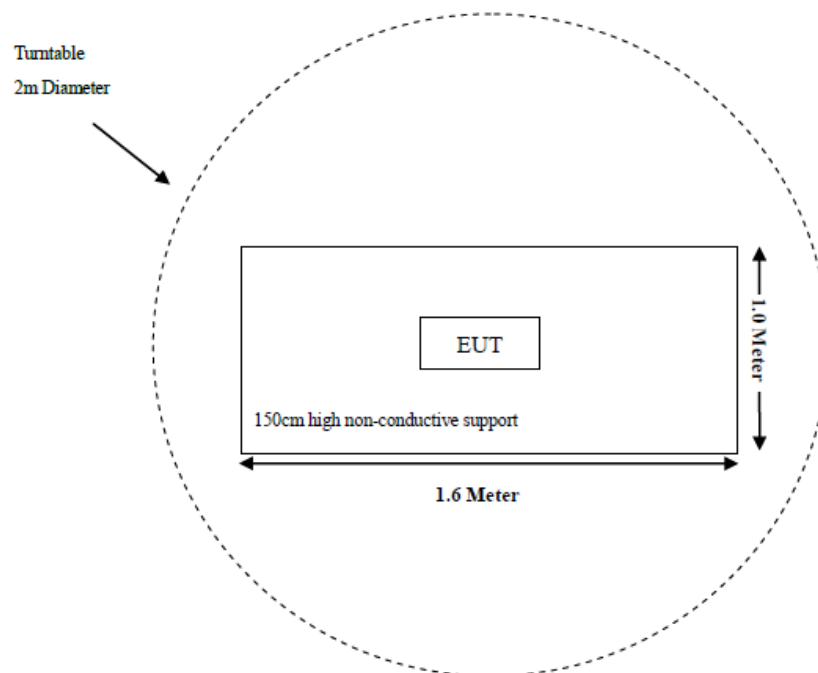 Turntable
2m Diameter
EUT
1.0 Meter
150cm high non-conductive support
1.6 Meter